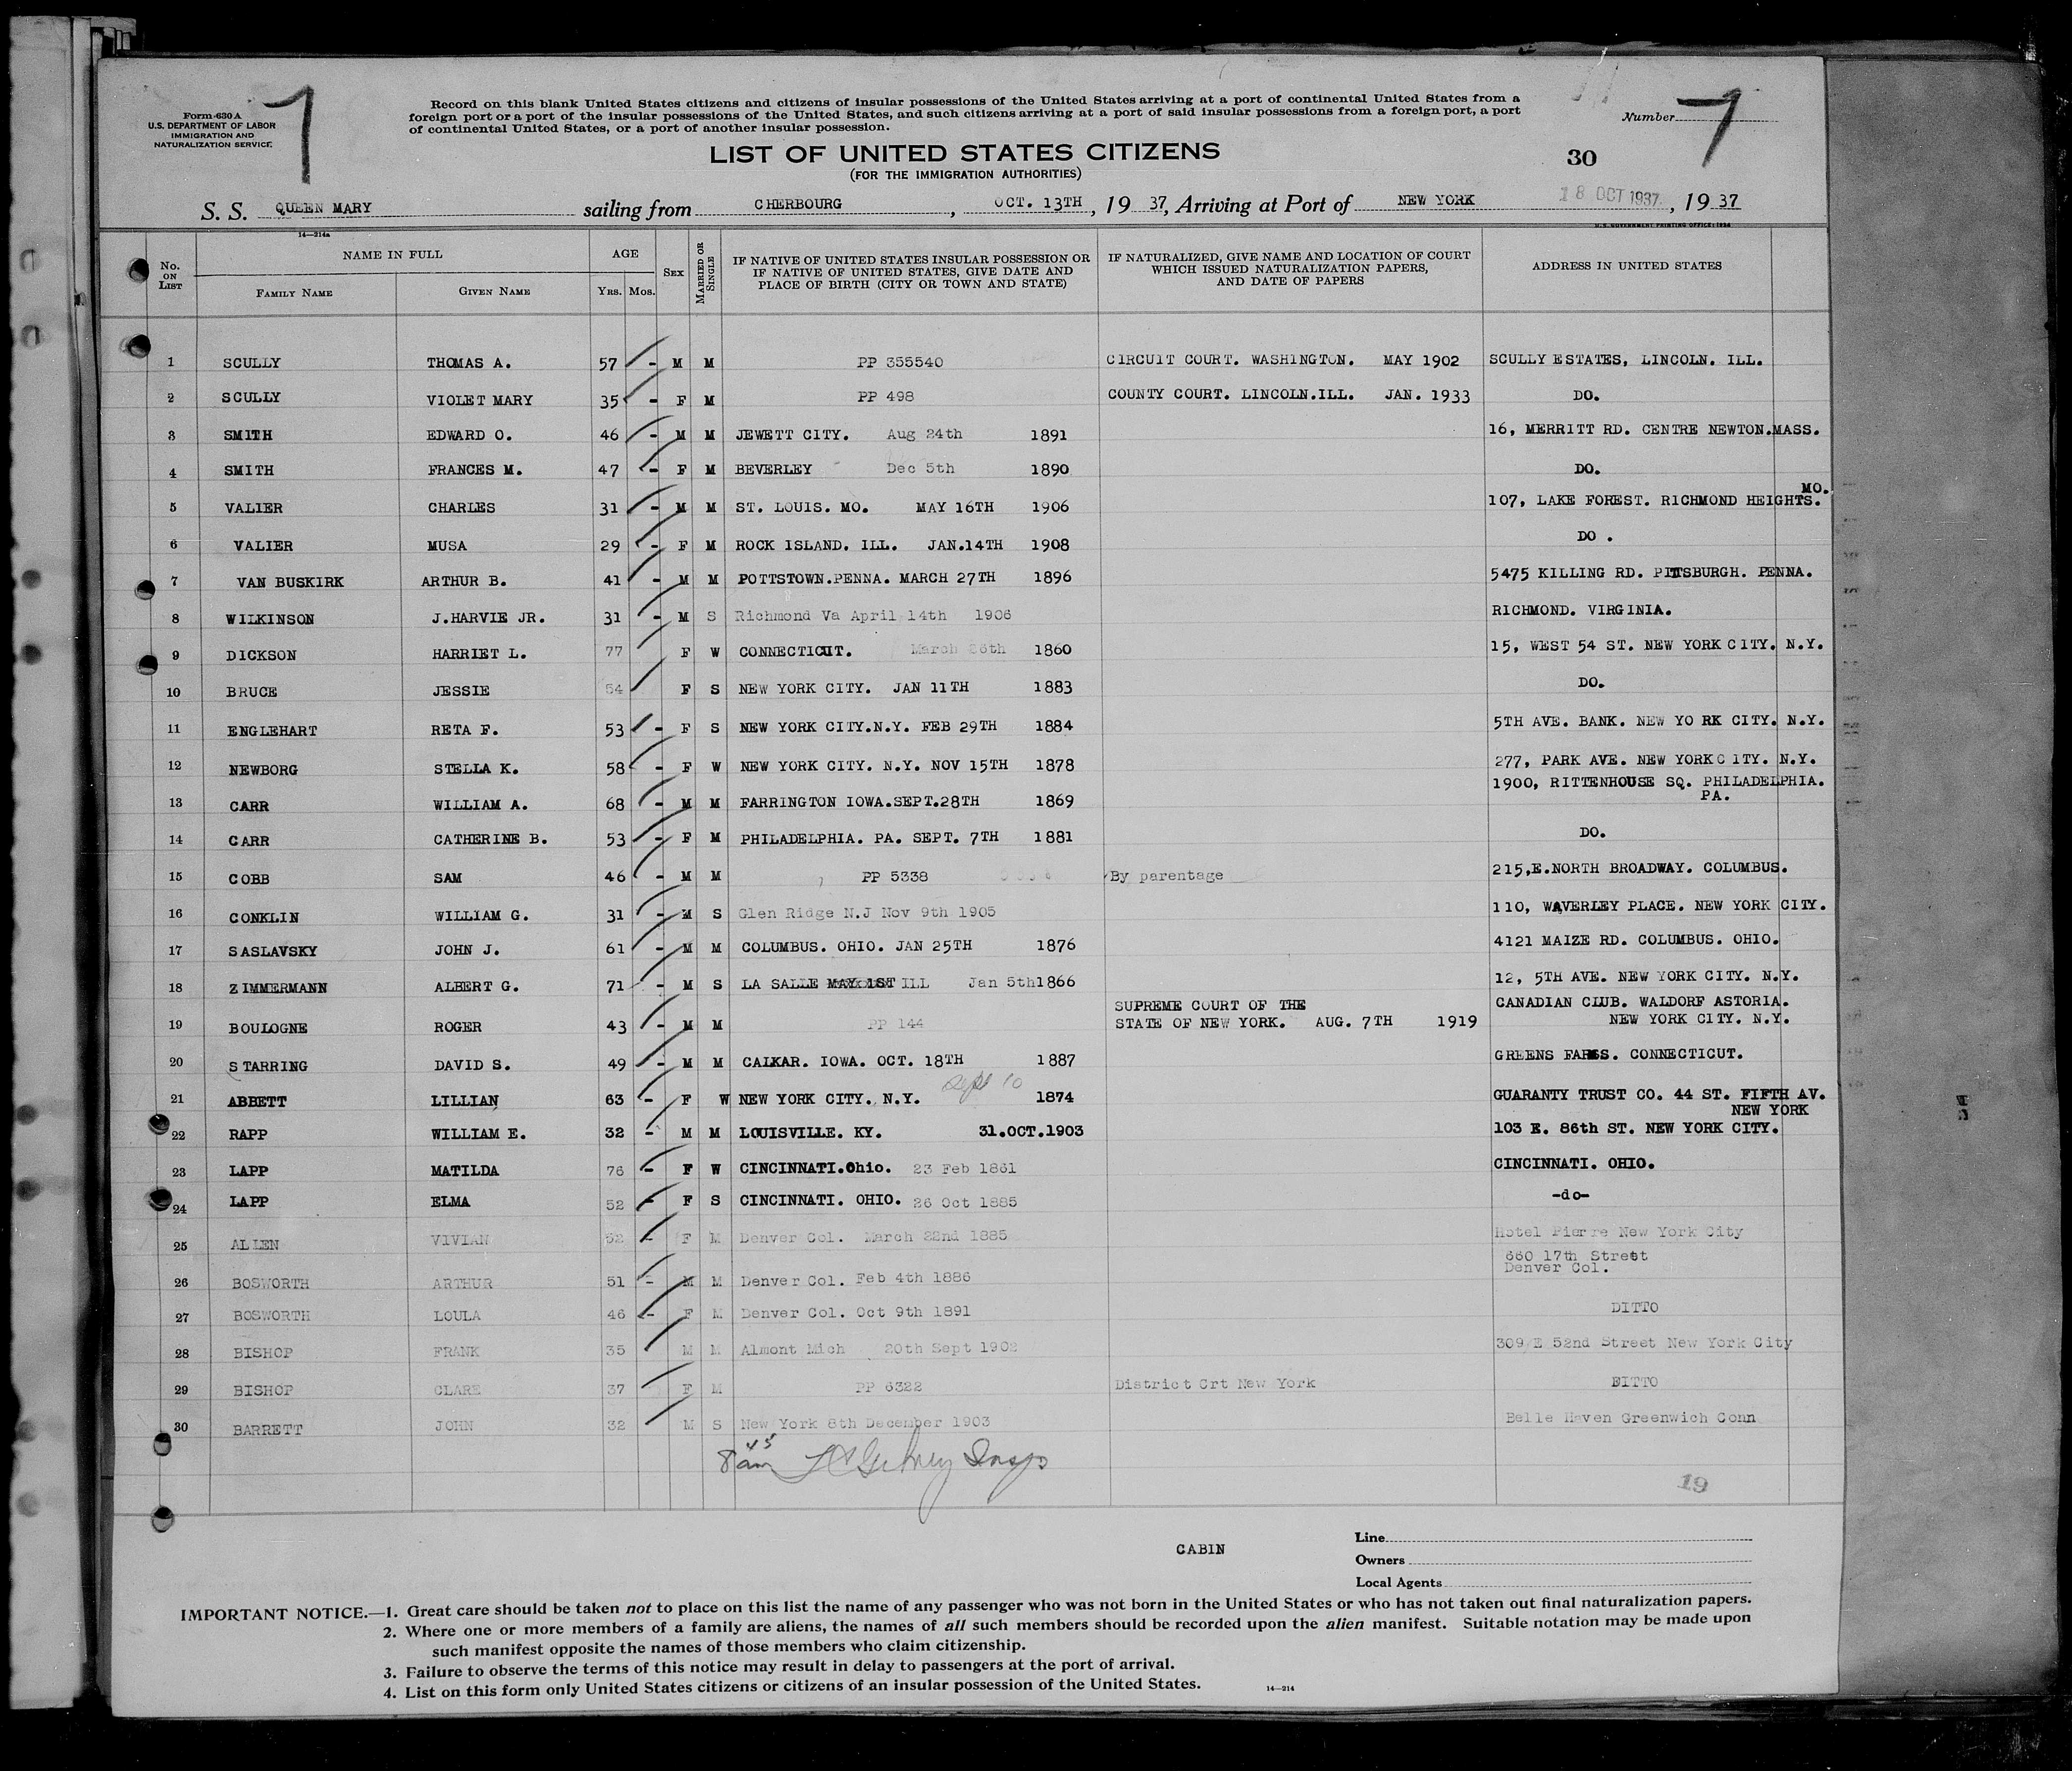 Form 630 A
U.S. DEPARTMENT OF LABOR
IMMIGRATION AND
NATURALIZATION SERVICE
7
Record on this blank United States citizens and citizens of insular possessions of the United States arriving at a port of continental United States from a
foreign port or a port of the insular possessions of the United States, and such citizens arriving at a port of said insular possessions from a foreign port, a port
of continental United States, or a port of another insular possession.
Number 7
LIST OF UNITED STATES CITIZENS
(FOR THE IMMIGRATION AUTHORITIES)
30
S. S. QUEEN MARY sailing from CHERBOURG, OCT. 13TH, 19 37, Arriving at Port of NEW YORK 18 OCT 1937, 19 37
14—214a
U.S. GOVERNMENT PRINTING OFFICE: 1934
No. ON LIST
NAME IN FULL
FAMILY NAME GIVEN NAME
AGE
YRS. MOS.
SEX
MARRIED OR SINGLE
IF NATIVE OF UNITED STATES INSULAR POSSESSION OR
IF NATIVE OF UNITED STATES, GIVE DATE AND
PLACE OF BIRTH (CITY OR TOWN AND STATE)
IF NATURALIZED, GIVE NAME AND LOCATION OF COURT
WHICH ISSUED NATURALIZATION PAPERS,
AND DATE OF PAPERS
ADDRESS IN UNITED STATES
1 SCULLY THOMAS A. 57 - M M PP 355540 CIRCUIT COURT. WASHINGTON. MAY 1902 SCULLY ESTATES, LINCOLN. ILL.
2 SCULLY VIOLET MARY 35 - F M PP 498 COUNTY COURT. LINCOLN.ILL. JAN. 1933 DO.
3 SMITH EDWARD O. 46 - M M JEWETT CITY. Aug 24th 1891 16, MERRITT RD. CENTRE NEWTON.MASS.
4 SMITH FRANCES M. 47 - F M BEVERLEY Dec 5th 1890 DO.
5 VALIER CHARLES 31 - M M ST. LOUIS. MO. MAY 16TH 1906 107, LAKE FOREST. RICHMOND HEIGHTS. MO.
6 VALIER MUSA 29 - F M ROCK ISLAND. ILL. JAN.14TH 1908 DO .
7 VAN BUSKIRK ARTHUR B. 41 - M M POTTSTOWN.PENNA. MARCH 27TH 1896 5475 KILLING RD. PITTSBURGH. PENNA.
8 WILKINSON J.HARVIE JR. 31 - M S Richmond Va April 14th 1906 RICHMOND. VIRGINIA.
9 DICKSON HARRIET L. 77 F W CONNECTICUT. March 1860 15, WEST 54 ST. NEW YORK CITY. N.Y.
10 BRUCE JESSIE 54 F S NEW YORK CITY. JAN 11TH 1883 DO.
11 ENGLEHART RETA F. 53 - F S NEW YORK CITY.N.Y. FEB 29TH 1884 5TH AVE. BANK. NEW YO RK CITY. N.Y.
12 NEWBORG STELLA K. 58 - F W NEW YORK CITY. N.Y. NOV 15TH 1878 277, PARK AVE. NEW YORK C ITY. N.Y.
13 CARR WILLIAM A. 68 - M M FARRINGTON IOWA.SEPT.28TH 1869 1900, RITTENHOUSE SQ. PHILADELPHIA.
PA.
14 CARR CATHERINE B. 53 - F M PHILADELPHIA. PA. SEPT. 7TH 1881 DO.
15 COBB SAM 46 - M M PP 5338 By parentage 215,E.NORTH BROADWAY. COLUMBUS.
16 CONKLIN WILLIAM G. 31 - M S Glen Ridge N.J Nov 9th 1905 110, WAVERLEY PLACE. NEW YORK CITY.
17 SASLAVSKY JOHN J. 61 - M M COLUMBUS. OHIO. JAN 25TH 1876 4121 MAIZE RD. COLUMBUS. OHIO.
18 ZIMMERMANN ALBERT G. 71 - M S LA SALLE MAY 1ST ILL Jan 5th1866 12, 5TH AVE. NEW YORK CITY. N.Y.
19 BOULOGNE ROGER 43 - M M PP 144 SUPREME COURT OF THE
STATE OF NEW YORK. AUG. 7TH 1919 CANADIAN CLUB. WALDORF ASTORIA.
NEW YORK CITY. N.Y.
20 STARRING DAVID S. 49 - M M CALKAR. IOWA. OCT. 18TH 1887 GREENS FARMS. CONNECTICUT.
21 ABBETT LILLIAN 63 - F W NEW YORK CITY. N.Y. Sept 10 1874 GUARANTY TRUST CO. 44 ST. FIFTH AV.
NEW YORK
22 RAPP WILLIAM E. 32 - M M LOUISVILLE. KY. 31.OCT.1903 103 E. 86th ST. NEW YORK CITY.
23 LAPP MATILDA 76 - F W CINCINNATI.Ohio. 23 Feb 1861 CINCINNATI. OHIO.
24 LAPP ELMA 52 - F S CINCINNATI. OHIO. 26 Oct 1885 -do-
25 ALLEN VIVIAN 52 - F M Denver Col. March 22nd 1885 Hotel Pierre New York City
26 BOSWORTH ARTHUR 51 - M M Denver Col. Feb 4th 1886 660 17th Street
Denver Col.
27 BOSWORTH LOULA 46 - F M Denver Col. Oct 9th 1891 DITTO
28 BISHOP FRANK 35 M M Almont Mich 20th Sept 1902 309 E 52nd Street New York City
29 BISHOP CLARE 37 F M PP 6322 District Crt New York DITTO
30 BARRETT JOHN 32 M S New York 8th December 1903 Belle Haven Greenwich Conn
8 45 am Insp
19
CABIN
Line
Owners
Local Agents
IMPORTANT NOTICE.—1. Great care should be taken not to place on this list the name of any passenger who was not born in the United States or who has not taken out final naturalization papers.
2. Where one or more members of a family are aliens, the names of all such members should be recorded upon the alien manifest. Suitable notation may be made upon
such manifest opposite the names of those members who claim citizenship.
3. Failure to observe the terms of this notice may result in delay to passengers at the port of arrival.
4. List on this form only United States citizens or citizens of an insular possession of the United States.
14—214